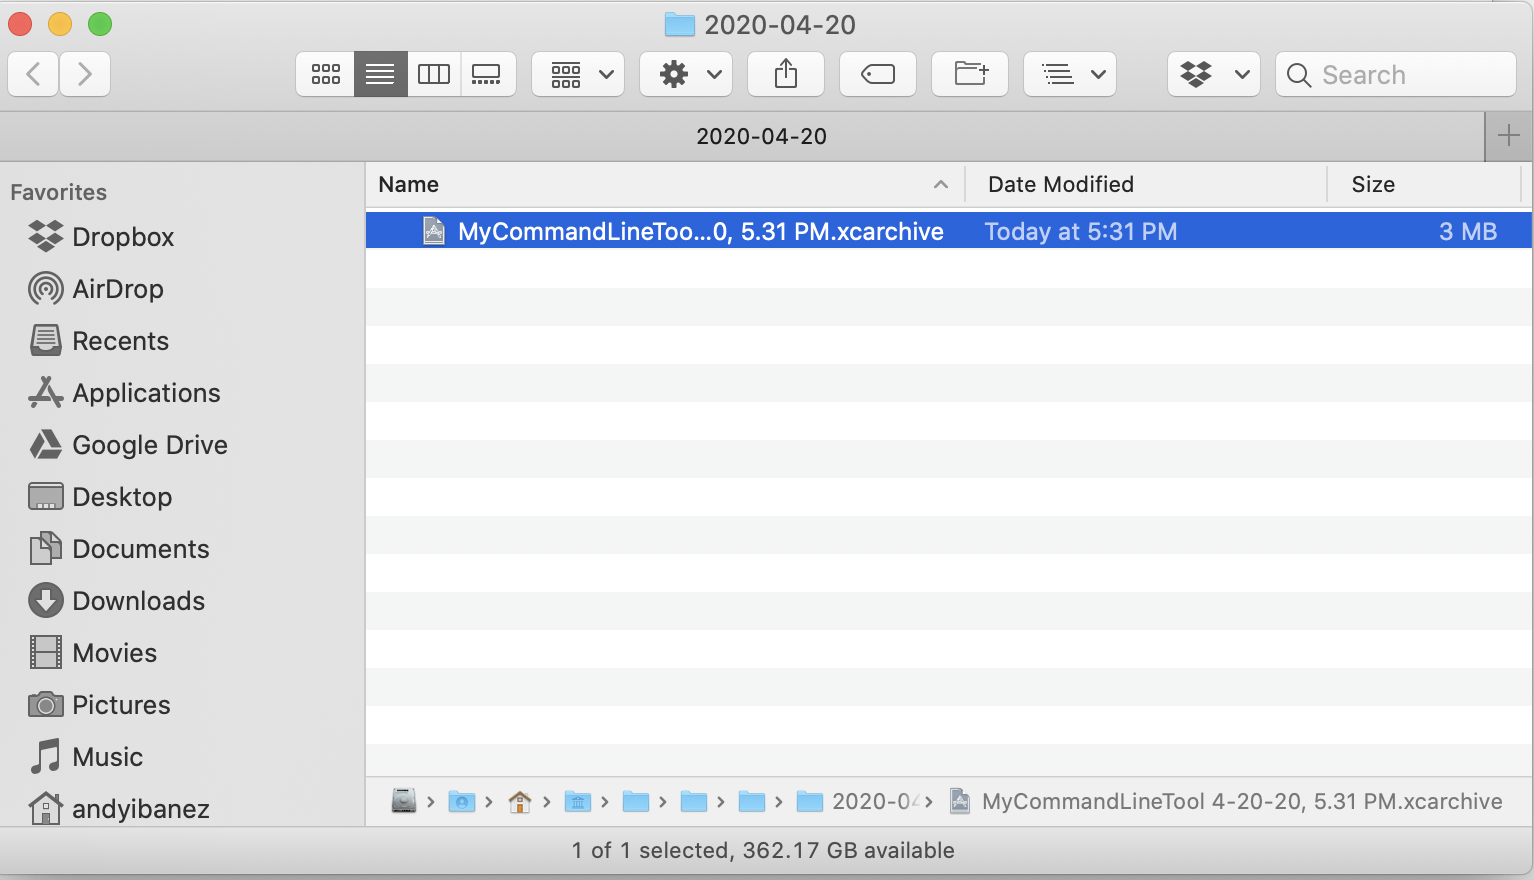 2020-04-20
Search
2020-04-20
Favorites
Dropbox
AirDrop
Recents
Applications
Google Drive
Desktop
Documents
Downloads
Movies
Pictures
Music
andyibanez
Name Date Modified Size
MyCommandLineToo...0, 5.31 PM.xcarchive Today at 5:31 PM 3 MB
2020-04 MyCommandLineTool 4-20-20, 5.31 PM.xcarchive
1 of 1 selected, 362.17 GB available